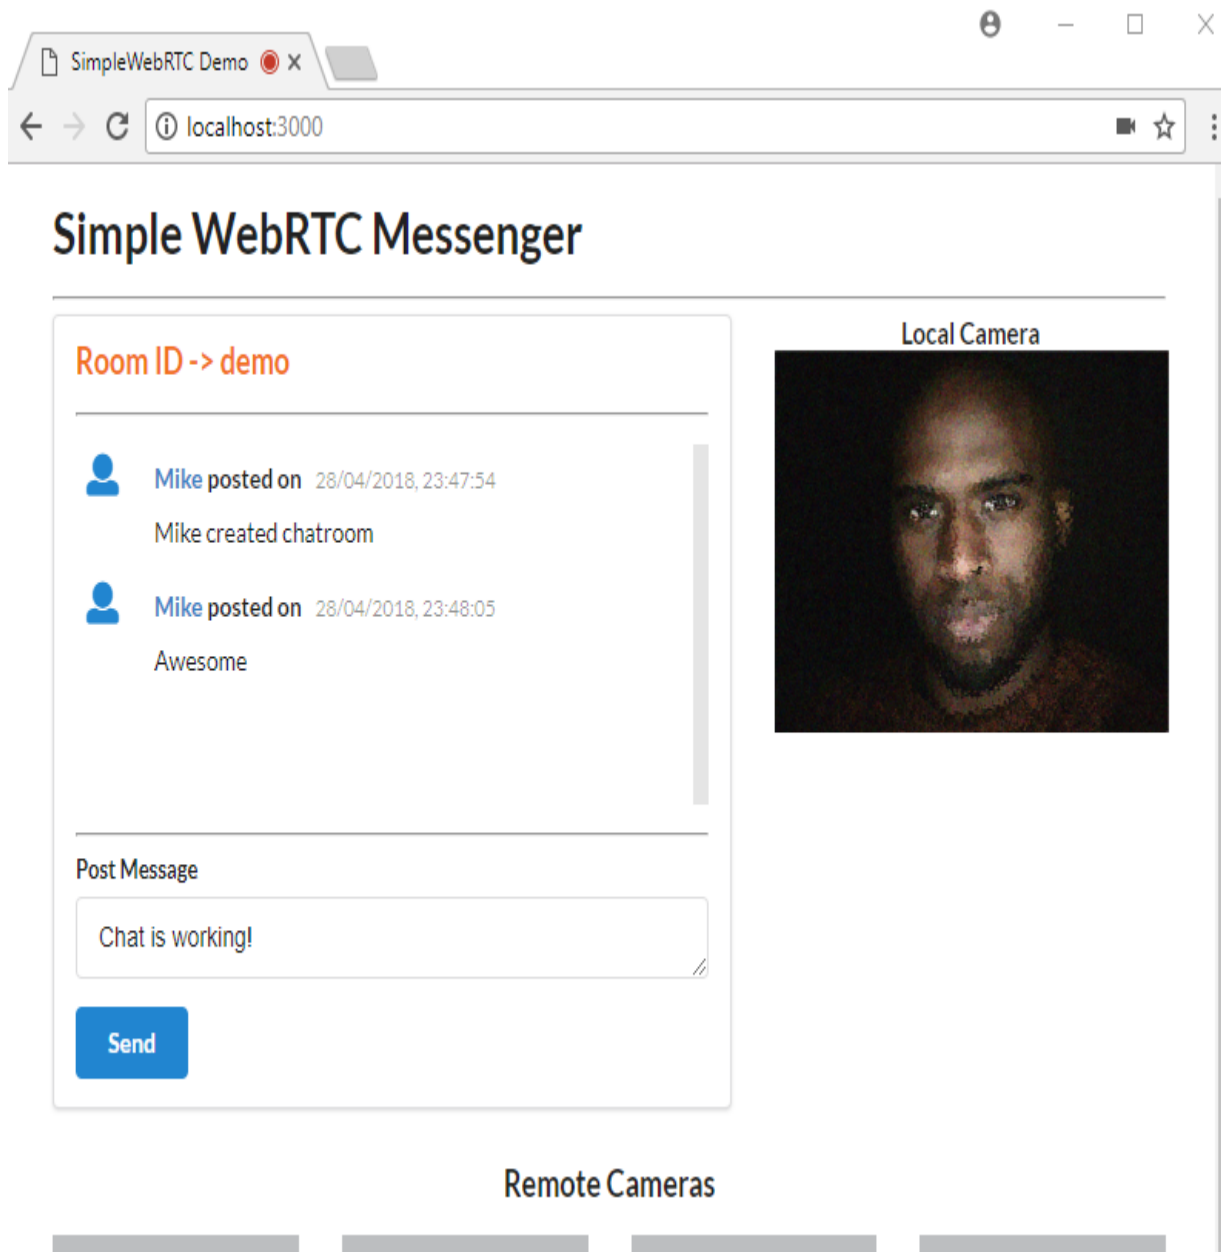 SimpleWebRTC Demo
localhost:3000
Simple WebRTC Messenger
Room ID -> demo
Mike posted on 28/04/2018, 23:47:54
Mike created chatroom
Mike posted on 28/04/2018, 23:48:05
Awesome
Post Message
Chat is working!
Send
Local Camera
Remote Cameras